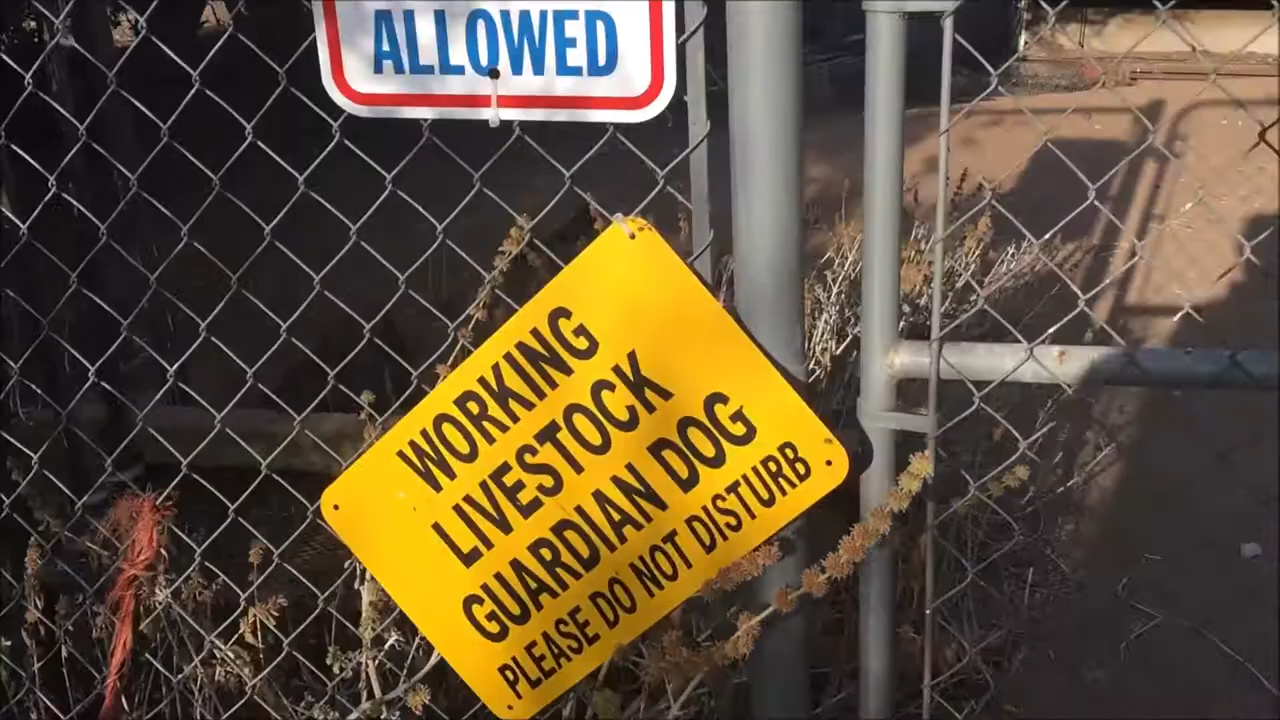 ALLOWED
WORKING
LIVESTOCK
GUARDIAN DOG
PLEASE DO NOT DISTURB